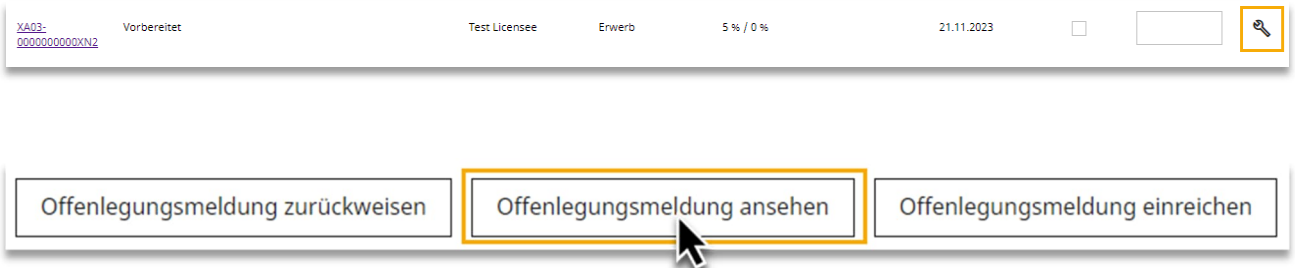 XA03- Vorbereitet Test Licensee Erwerb 5 % / 0 % 21.11.2023
0000000000XN2
Offenlegungsmeldung zurückweisen Offenlegungsmeldung ansehen Offenlegungsmeldung einreichen